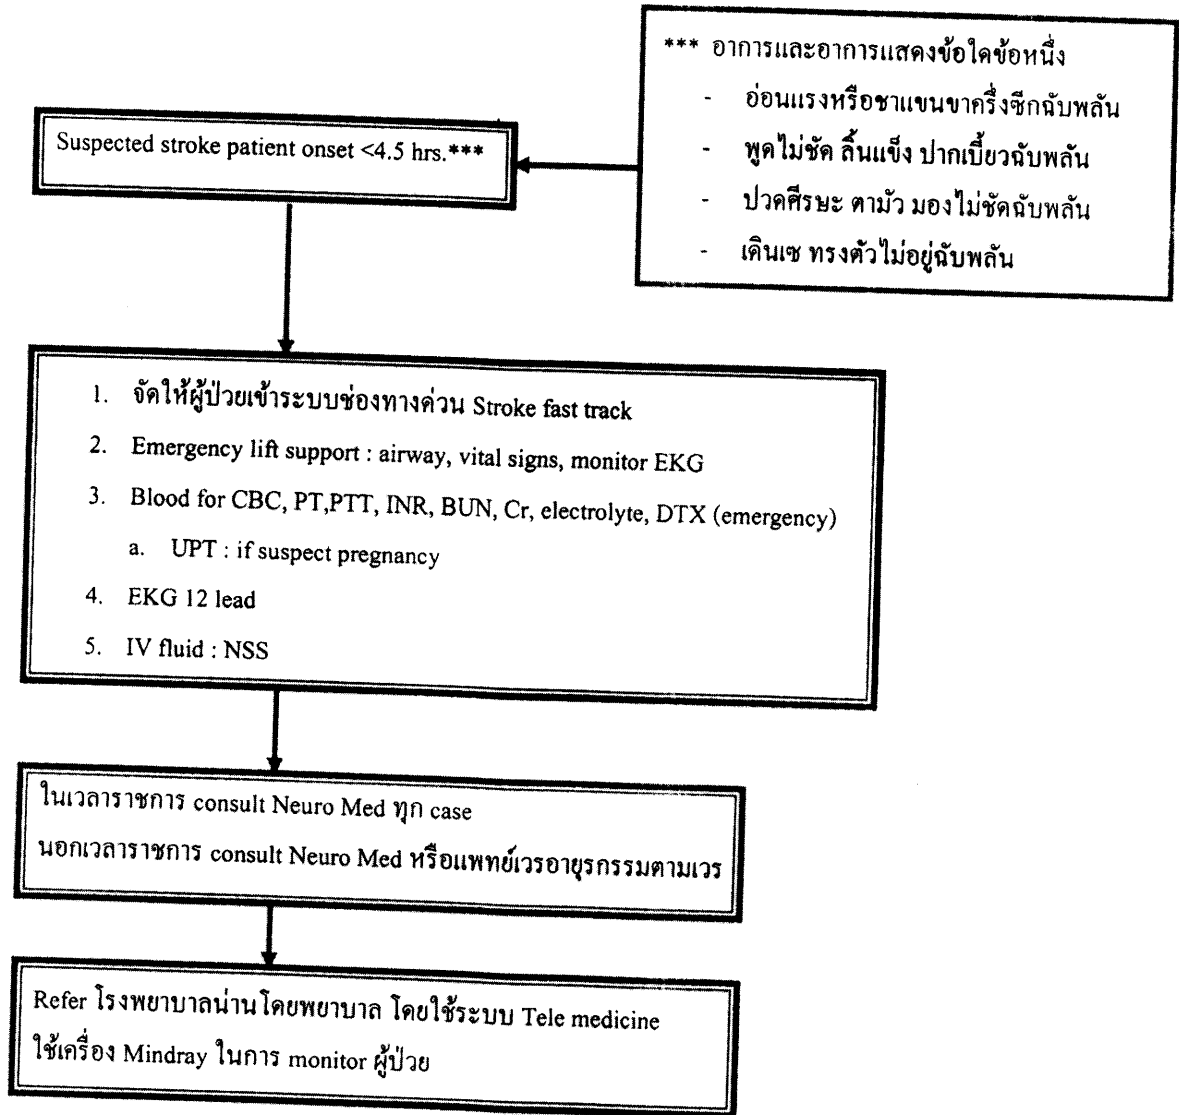 *** อาการและอาการแสดงข้อใดข้อหนึ่ง
- อ่อนแรงหรือชาแขนขาครึ่งซีกฉับพลัน
- พูดไม่ชัด ลิ้นแข็ง ปากเบี้ยวฉับพลัน
- ปวดศีรษะ ตามัว มองไม่ชัดฉับพลัน
- เดินเซ ทรงตัวไม่อยู่ฉับพลัน
Suspected stroke patient onset <4.5 hrs.***
1. จัดให้ผู้ป่วยเข้าระบบช่องทางด่วน Stroke fast track
2. Emergency lift support : airway, vital signs, monitor EKG
3. Blood for CBC, PT,PTT, INR, BUN, Cr, electrolyte, DTX (emergency)
a. UPT : if suspect pregnancy
4. EKG 12 lead
5. IV fluid : NSS
ในเวลาราชการ consult Neuro Med ทุก case
นอกเวลาราชการ consult Neuro Med หรือแพทย์เวรอายุรกรรมตามเวร
Refer โรงพยาบาลน่านโดยพยาบาล โดยใช้ระบบ Tele medicine
ใช้เครื่อง Mindray ในการ monitor ผู้ป่วย